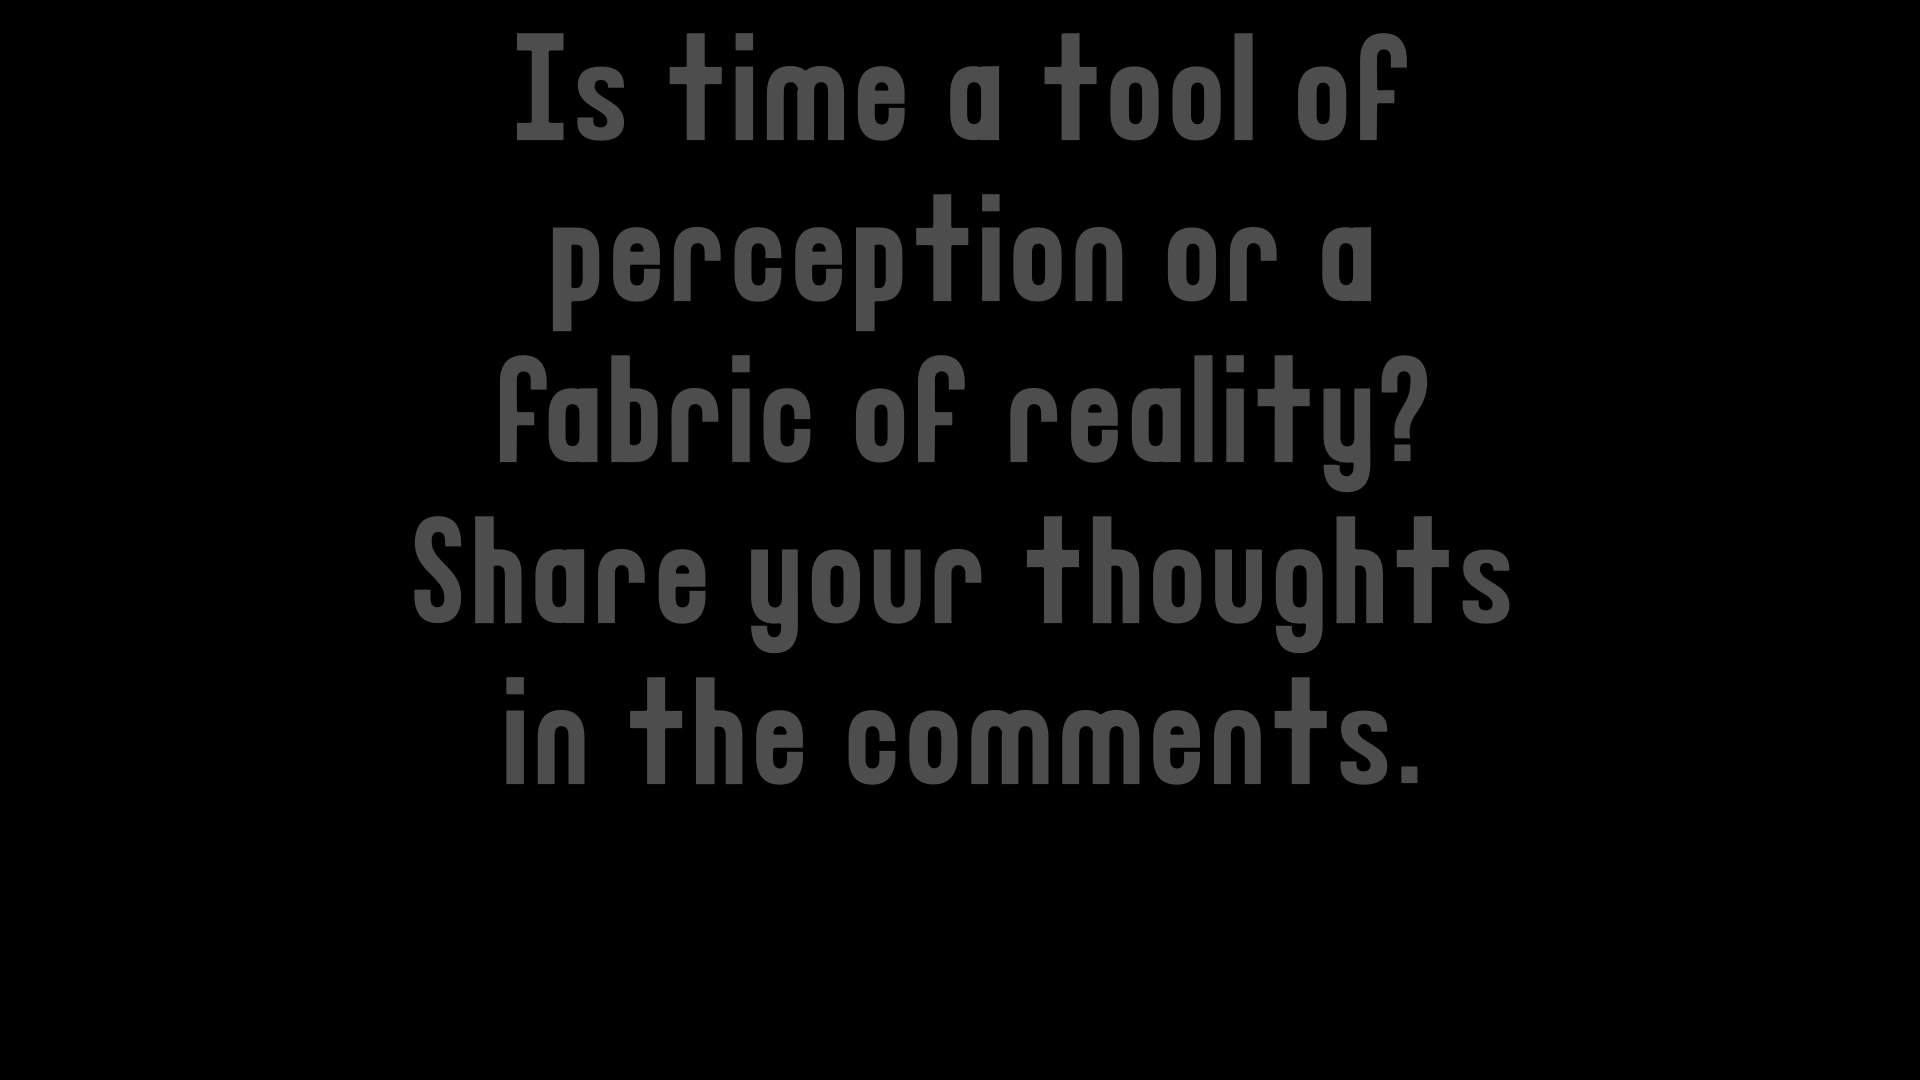 Is time a tool of
perception or a
fabric of reality?
Share your thoughts
in the comments.